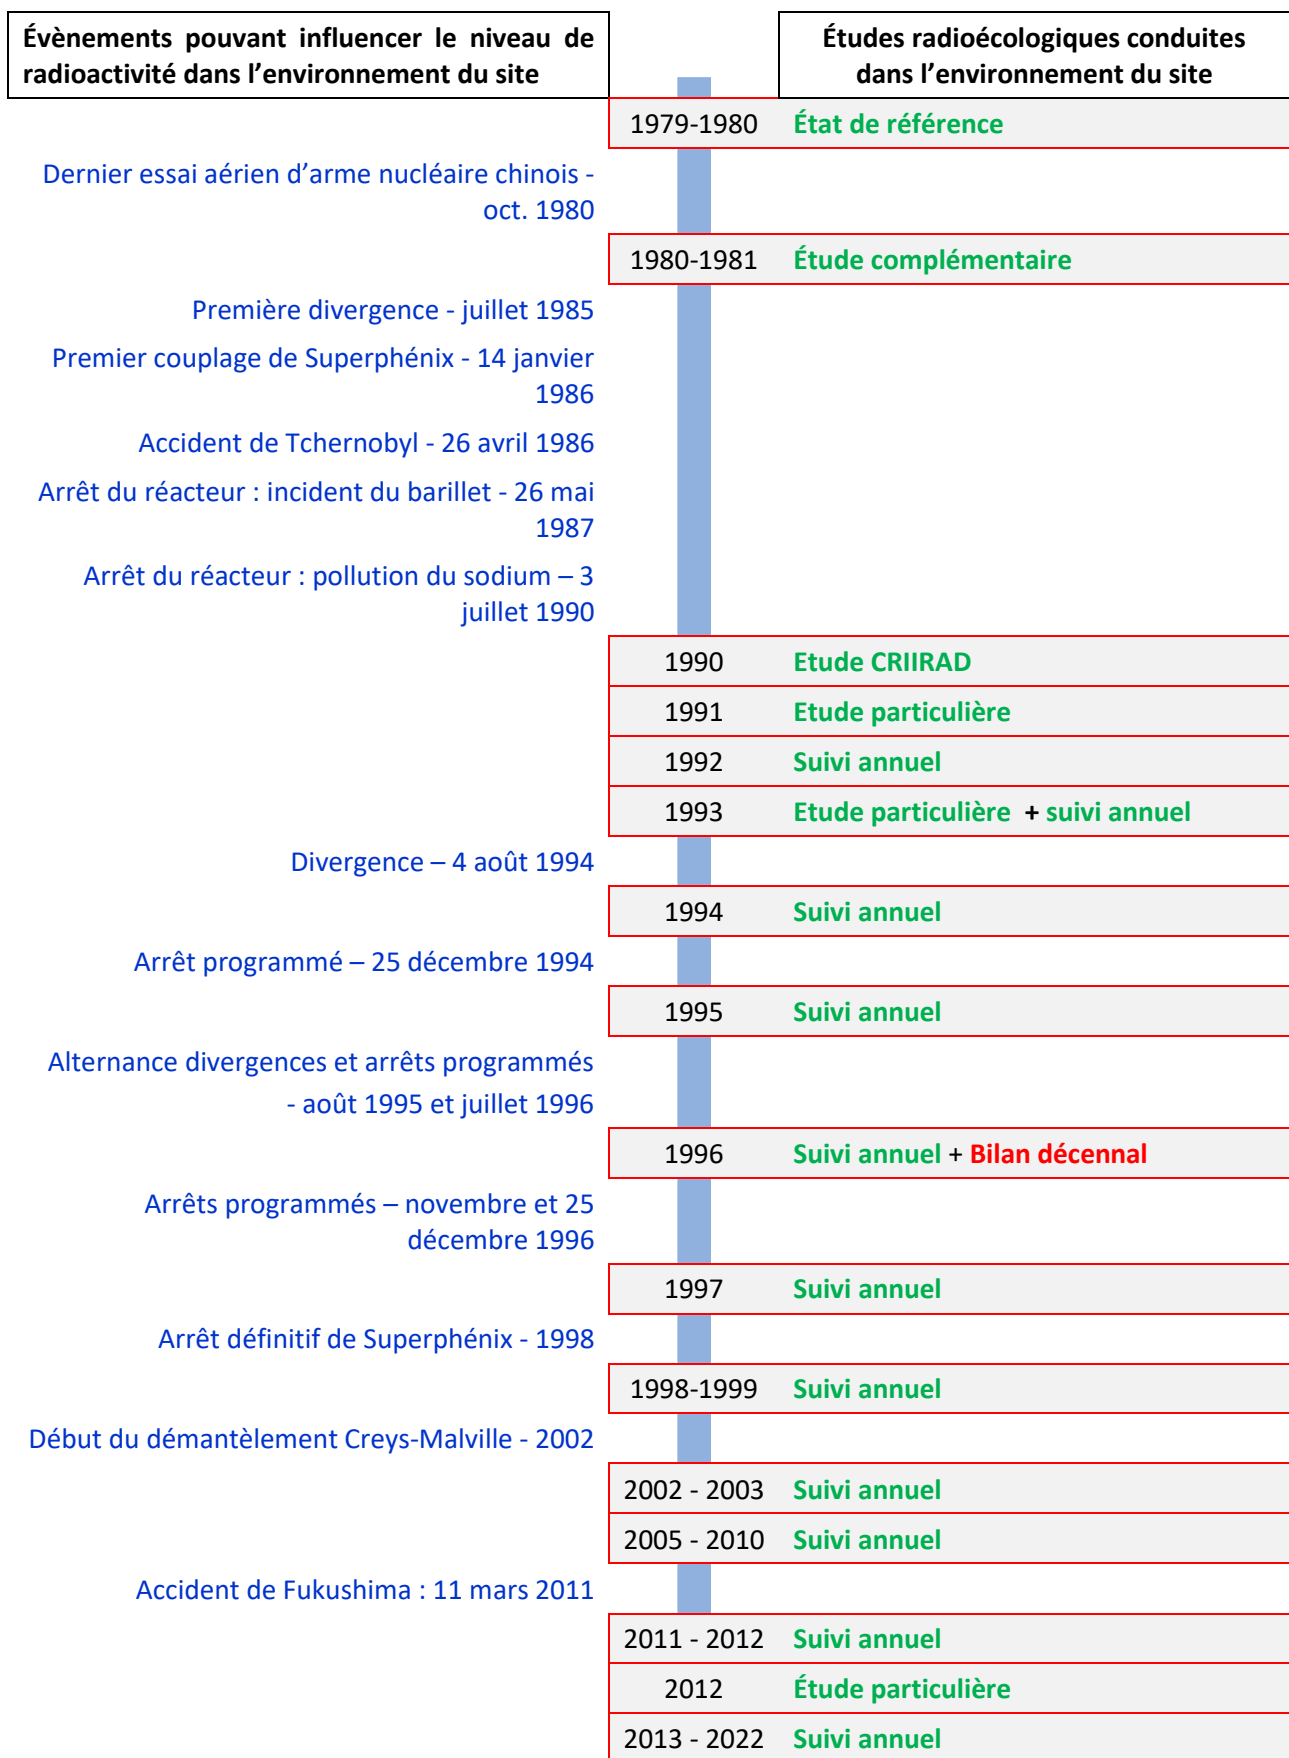 Évènements pouvant influencer le niveau de
radioactivité dans l'environnement du site
Études radioécologiques conduites
dans l'environnement du site
1979-1980 État de référence
Dernier essai aérien d'arme nucléaire chinois -
oct. 1980
1980-1981 Étude complémentaire
Première divergence - juillet 1985
Premier couplage de Superphénix - 14 janvier
1986
Accident de Tchernobyl - 26 avril 1986
Arrêt du réacteur : incident du barillet - 26 mai
1987
Arrêt du réacteur : pollution du sodium – 3
juillet 1990
1990 Etude CRIIRAD
1991 Etude particulière
1992 Suivi annuel
1993 Etude particulière + suivi annuel
Divergence – 4 août 1994
1994 Suivi annuel
Arrêt programmé – 25 décembre 1994
1995 Suivi annuel
Alternance divergences et arrêts programmés
- août 1995 et juillet 1996
1996 Suivi annuel + Bilan décennal
Arrêts programmés – novembre et 25
décembre 1996
1997 Suivi annuel
Arrêt définitif de Superphénix - 1998
1998-1999 Suivi annuel
Début du démantèlement Creys-Malville - 2002
2002 - 2003 Suivi annuel
2005 - 2010 Suivi annuel
Accident de Fukushima : 11 mars 2011
2011 - 2012 Suivi annuel
2012 Étude particulière
2013 - 2022 Suivi annuel